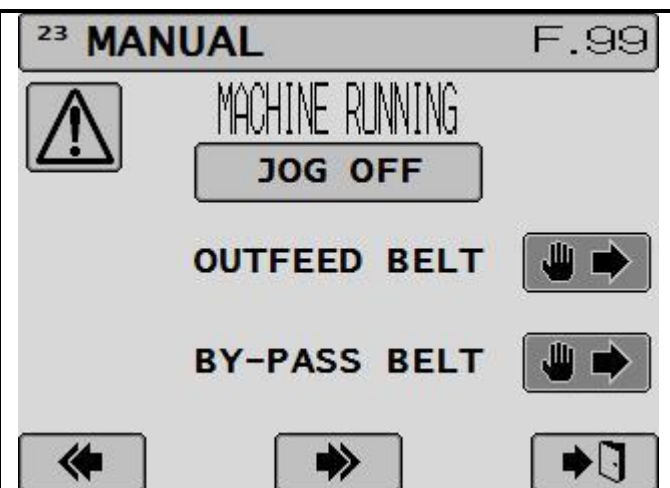 23 MANUAL F.99
MACHINE RUNNING
JOG OFF
OUTFEED BELT
BY-PASS BELT